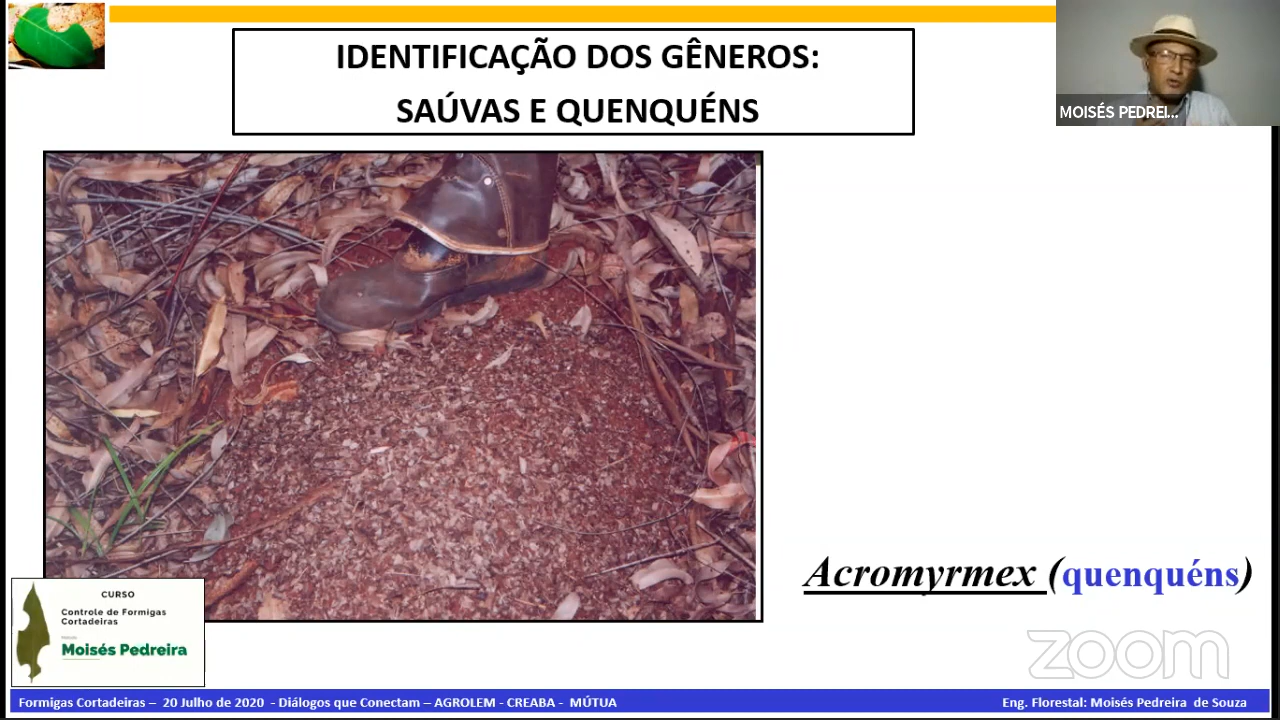 IDENTIFICAÇÃO DOS GÊNEROS:
SAÚVAS E QUENQUÉNS
MOISÉS PEDREI...
Acromyrmex (quenquéns)
CURSO
Controle de Formigas
Cortadeiras
Moisés Pedreira
zoom
Formigas Cortadeiras – 20 Julho de 2020 - Diálogos que Conectam – AGROLEM - CREABA - MÚTUA
Eng. Florestal: Moisés Pedreira de Souza